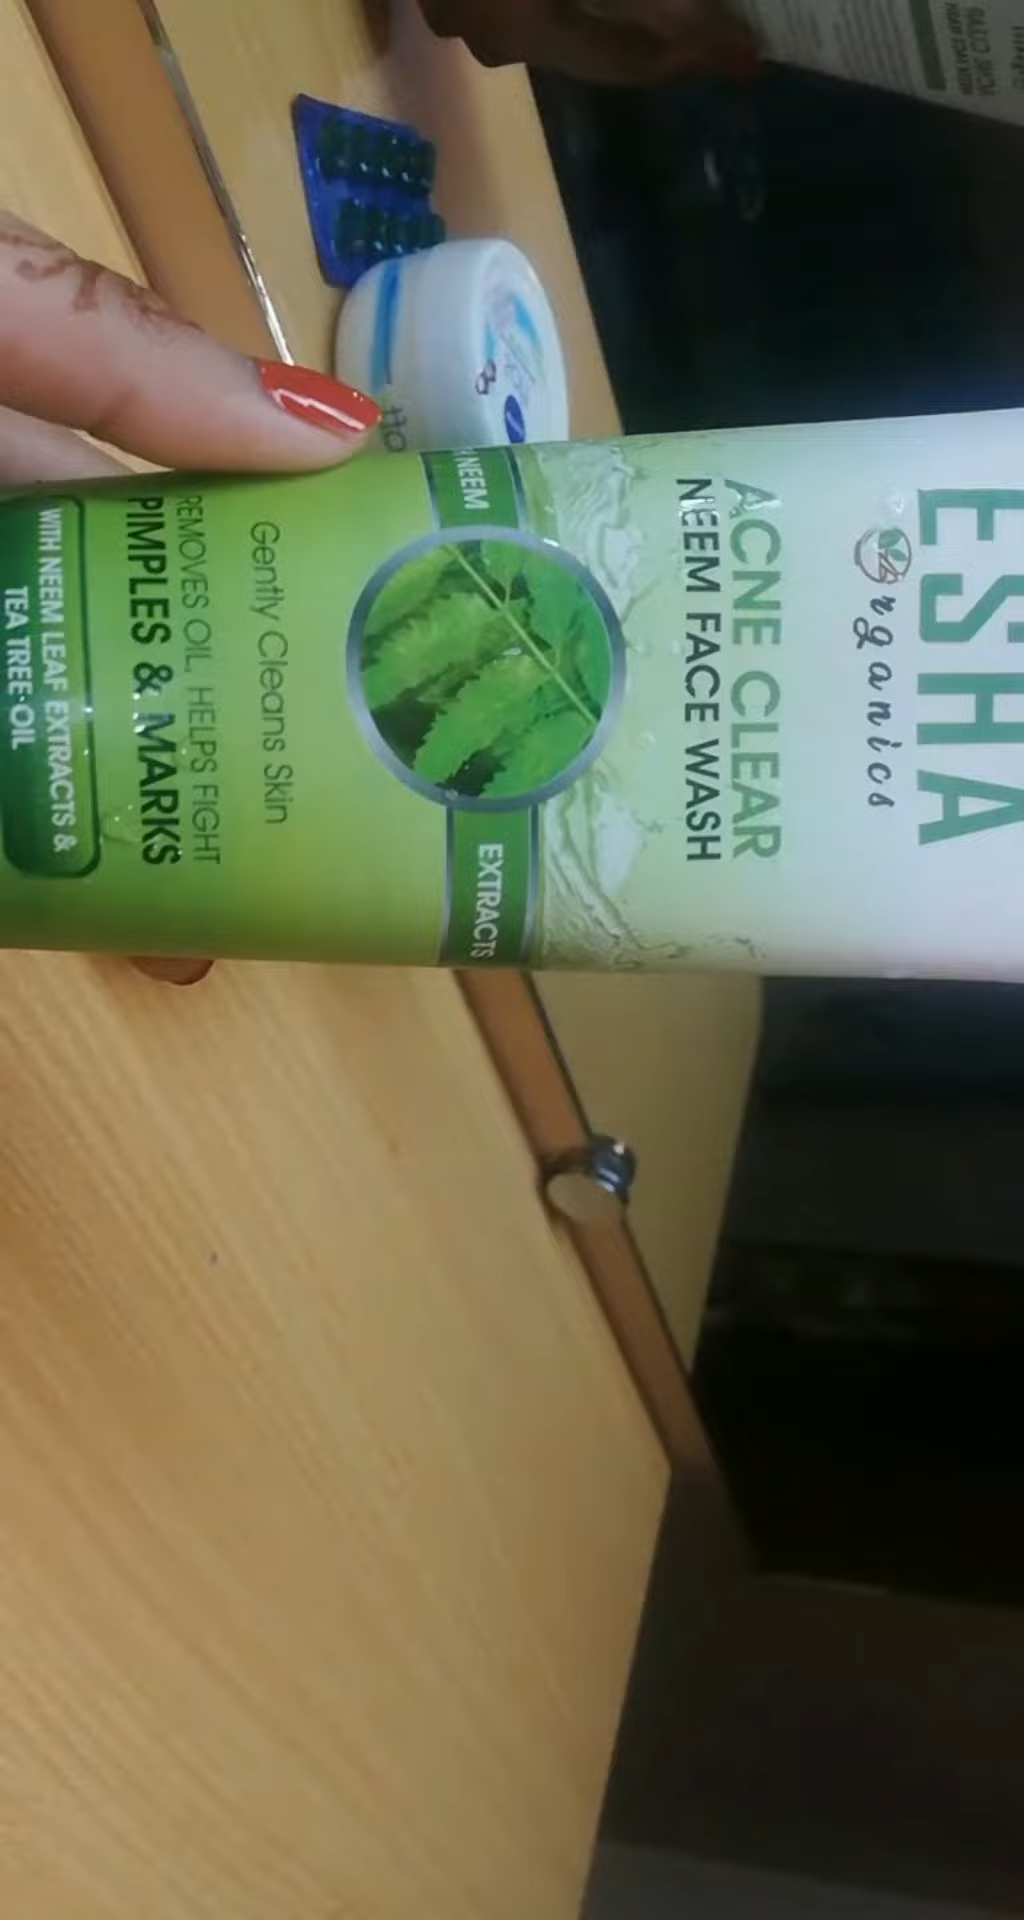 ESHA
Organics
ACNE CLEAR
NEEM FACE WASH
NEEM
EXTRACTS
Gently Cleans Skin
REMOVES OIL, HELPS FIGHT
PIMPLES & MARKS
WITH NEEM LEAF EXTRACTS &
TEA TREE OIL